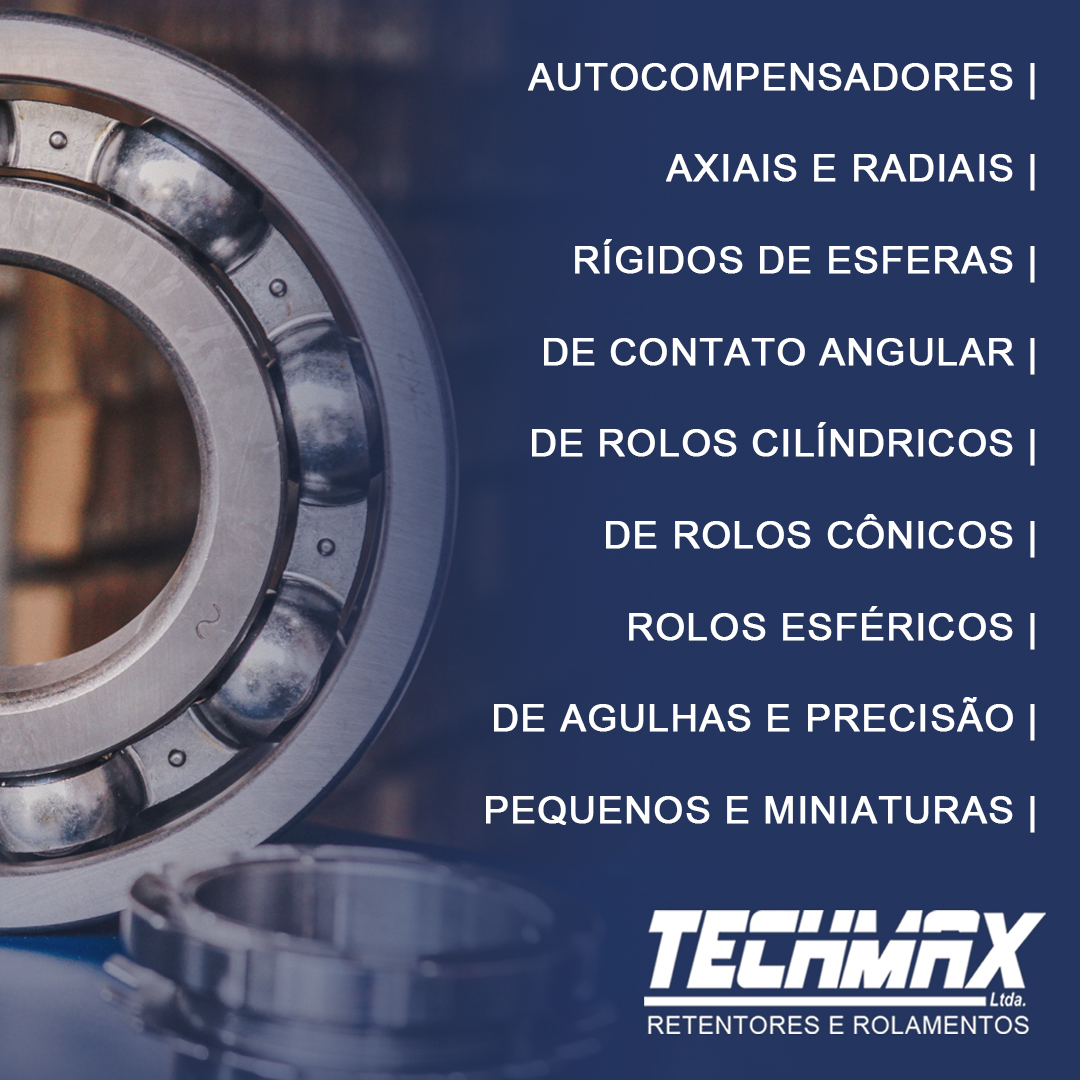 AUTOCOMPENSADORES |
AXIAIS E RADIAIS |
RÍGIDOS DE ESFERAS |
DE CONTATO ANGULAR |
DE ROLOS CILÍNDRICOS |
DE ROLOS CÔNICOS |
ROLOS ESFÉRICOS |
DE AGULHAS E PRECISÃO |
PEQUENOS E MINIATURAS |
TECHMAX
Ltda.
RETENTORES E ROLAMENTOS